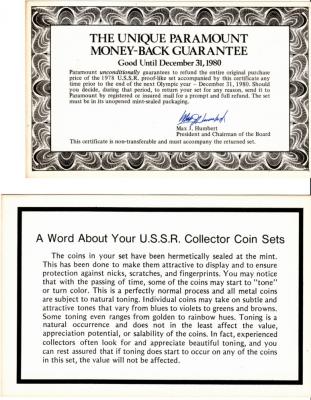 THE UNIQUE PARAMOUNT
MONEY-BACK GUARANTEE
Good Until December 31, 1980
Paramount unconditionally guarantees to refund the entire original purchase
price of the 1978 U.S.S.R. proof-like set accompanied by this certificate any
time prior to the end of the next Olympic year — December 31, 1980. Should
you decide, during that period, to return your set for any reason, send it to
Paramount by registered or insured mail for a prompt and full refund. The set
must be in its unopened mint-sealed packaging.
Max J. Humbert
Max J. Humbert
President and Chairman of the Board
This certificate is non-transferable and must accompany the returned set.
A Word About Your U.S.S.R. Collector Coin Sets
The coins in your set have been hermetically sealed at the mint.
This has been done to make them attractive to display and to ensure
protection against nicks, scratches, and fingerprints. You may notice
that with the passing of time, some of the coins may start to "tone"
or turn color. This is a perfectly normal process and all metal coins
are subject to natural toning. Individual coins may take on subtle and
attractive tones that vary from blues to violets to greens and browns.
Some toning even ranges from golden to rainbow hues. Toning is a
natural occurrence and does not in the least affect the value,
appreciation potential, or salability of the coins. In fact, experienced
collectors often look for and appreciate beautiful toning, and you
can rest assured that if toning does start to occur on any of the coins
in this set, the value will not be affected.